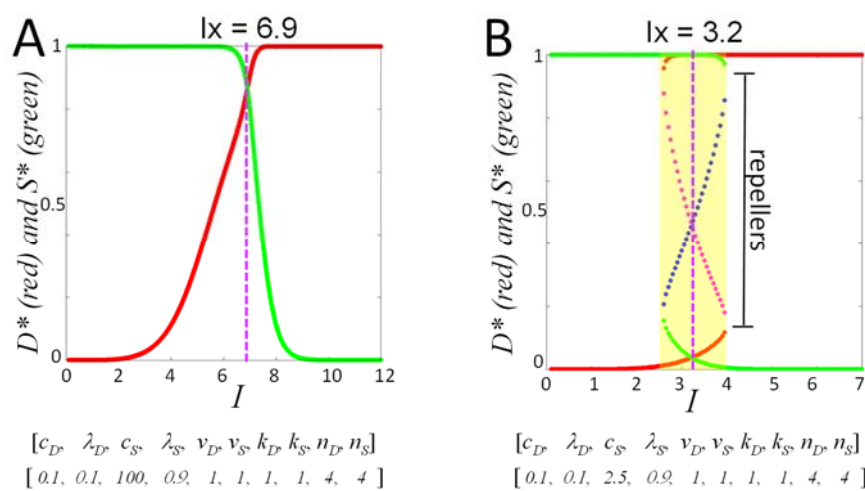 A
Ix = 6.9
D* (red) and S* (green)
1
0.5
0
0 2 4 6 8 10 12
I
[c_D, λ_D, c_S, λ_S, ν_D, ν_S, k_D, k_S, n_D, n_S]
[ 0.1, 0.1, 100, 0.9, 1, 1, 1, 1, 4, 4 ]
B
Ix = 3.2
D* (red) and S* (green)
1
0.5
0
repellers
0 1 2 3 4 5 6 7
I
[c_D, λ_D, c_S, λ_S, ν_D, ν_S, k_D, k_S, n_D, n_S]
[ 0.1, 0.1, 2.5, 0.9, 1, 1, 1, 1, 4, 4 ]